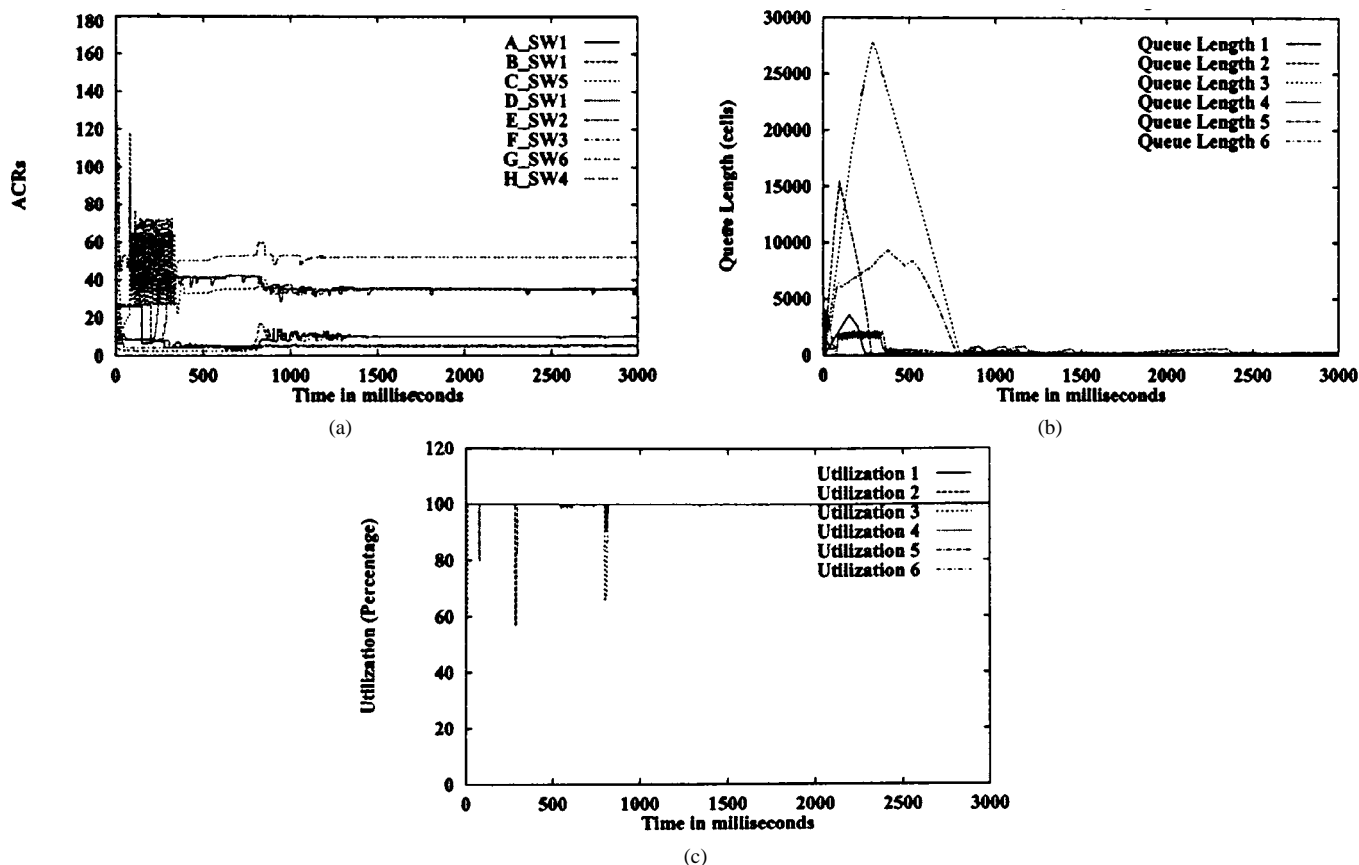 180
160
140
120
100
80
60
40
20
0
ACRs
A_SW1
B_SW1
C_SW5
D_SW1
E_SW2
F_SW3
G_SW6
H_SW4
0 500 1000 1500 2000 2500 3000
Time in milliseconds
(a)
30000
25000
20000
15000
10000
5000
0
Queue Length (cells)
Queue Length 1
Queue Length 2
Queue Length 3
Queue Length 4
Queue Length 5
Queue Length 6
0 500 1000 1500 2000 2500 3000
Time in milliseconds
(b)
120
100
80
60
40
20
0
Utilization (Percentage)
Utilization 1
Utilization 2
Utilization 3
Utilization 4
Utilization 5
Utilization 6
0 500 1000 1500 2000 2500 3000
Time in milliseconds
(c)